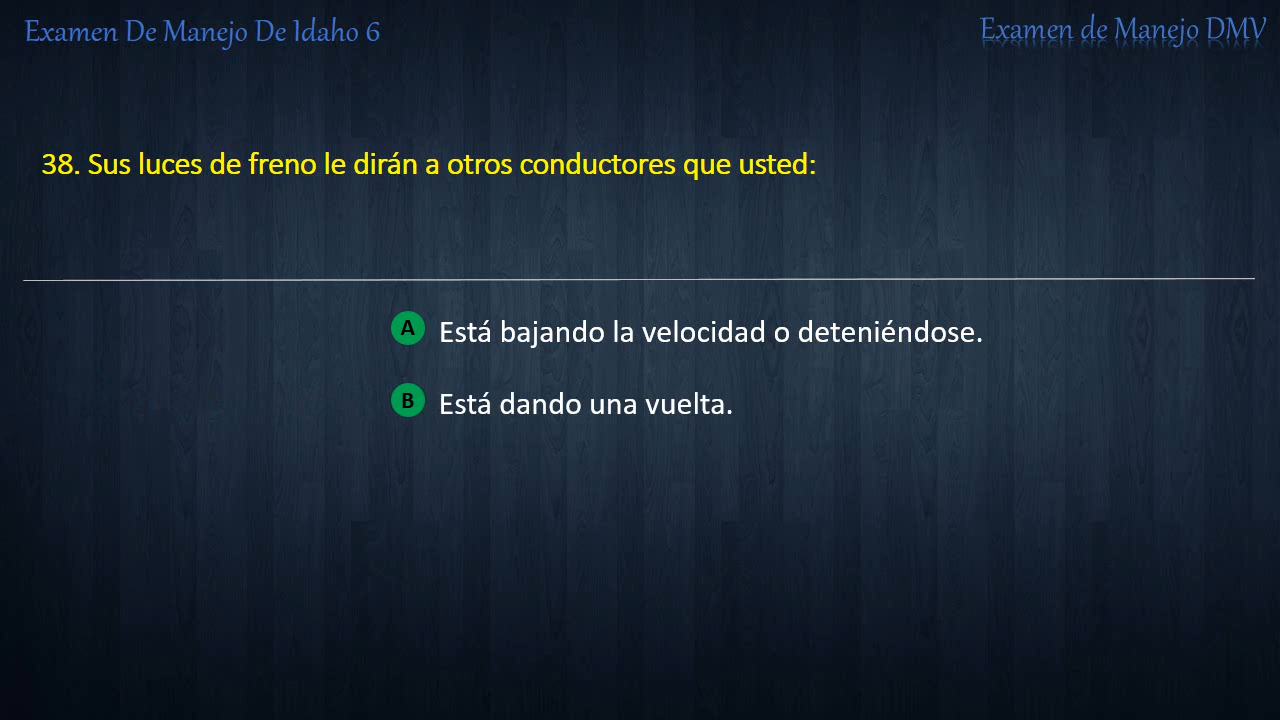 Examen De Manejo De Idaho 6
Examen de Manejo DMV
38. Sus luces de freno le dirán a otros conductores que usted:
A Está bajando la velocidad o deteniéndose.
B Está dando una vuelta.